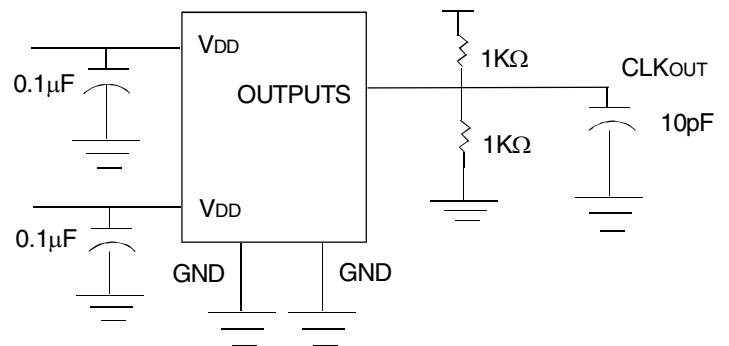 VDD
1KΩ
0.1μF
CLKOUT
OUTPUTS
10pF
1KΩ
VDD
0.1μF
GND
GND